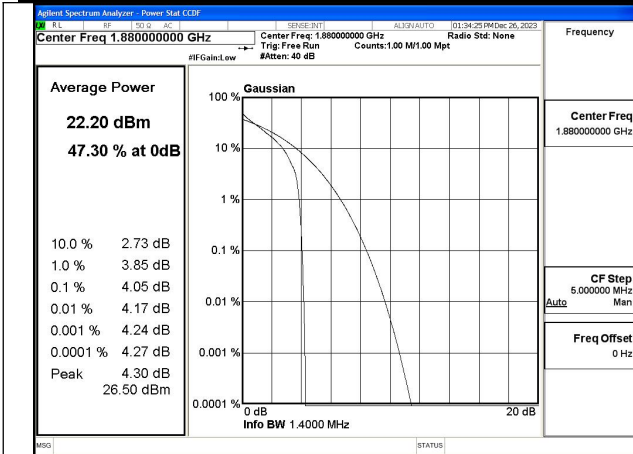 Agilent Spectrum Analyzer - Power Stat CCDF
RL RF 50 Ω AC SENSE:INT ALIGN AUTO 01:34:25 PM Dec 26, 2023
Center Freq 1.880000000 GHz
Center Freq: 1.880000000 GHz Radio Std: None
Trig: Free Run Counts:1.00 M/1.00 Mpt
#IFGain:Low #Atten: 40 dB
Frequency
Average Power
22.20 dBm
47.30 % at 0dB
10.0 % 2.73 dB
1.0 % 3.85 dB
0.1 % 4.05 dB
0.01 % 4.17 dB
0.001 % 4.24 dB
0.0001 % 4.27 dB
Peak 4.30 dB
26.50 dBm
Gaussian
100 %
10 %
1 %
0.1 %
0.01 %
0.001 %
0.0001 %
0 dB 20 dB
Info BW 1.4000 MHz
Center Freq
1.880000000 GHz
CF Step
5.000000 MHz
Auto Man
Freq Offset
0 Hz
MSG STATUS